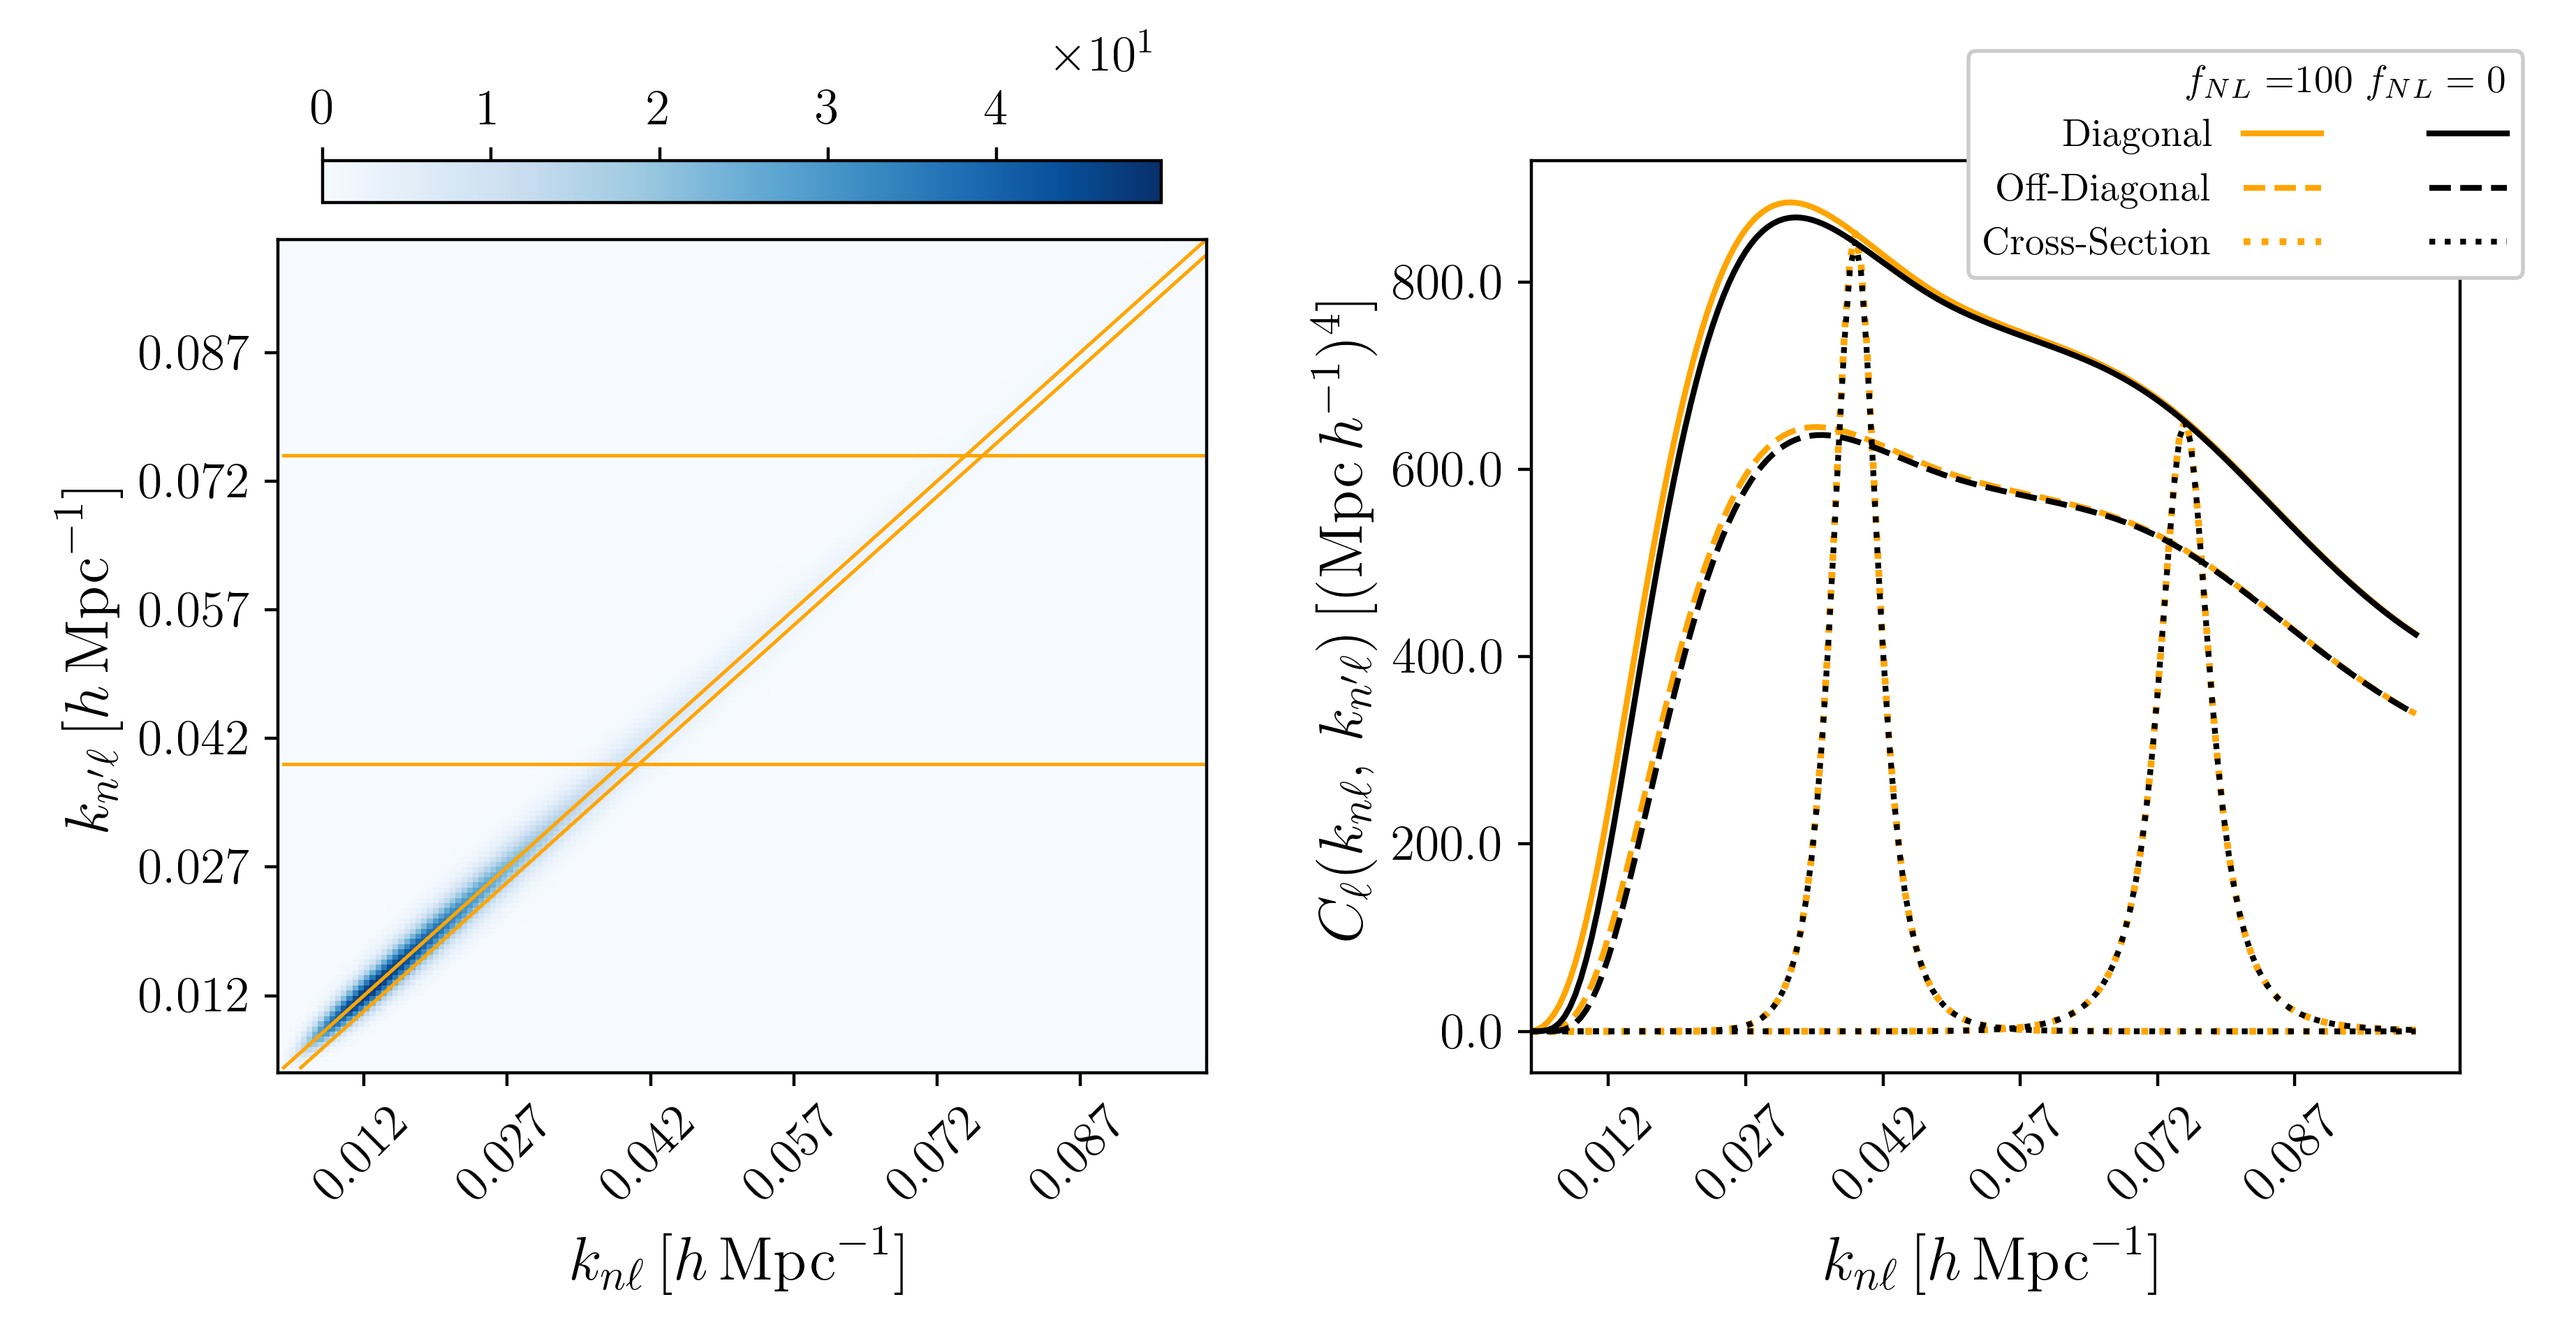 ×10¹
0 1 2 3 4
0.087
0.072
0.057
0.042
0.027
0.012
k_{n'ℓ} [h Mpc⁻¹]
0.012 0.027 0.042 0.057 0.072 0.087
k_{nℓ} [h Mpc⁻¹]
f_{NL} =100 f_{NL} = 0
Diagonal
Off-Diagonal
Cross-Section
800.0
600.0
400.0
200.0
0.0
C_ℓ(k_{nℓ}, k_{n'ℓ}) [(Mpc h⁻¹)⁴]
0.012 0.027 0.042 0.057 0.072 0.087
k_{nℓ} [h Mpc⁻¹]